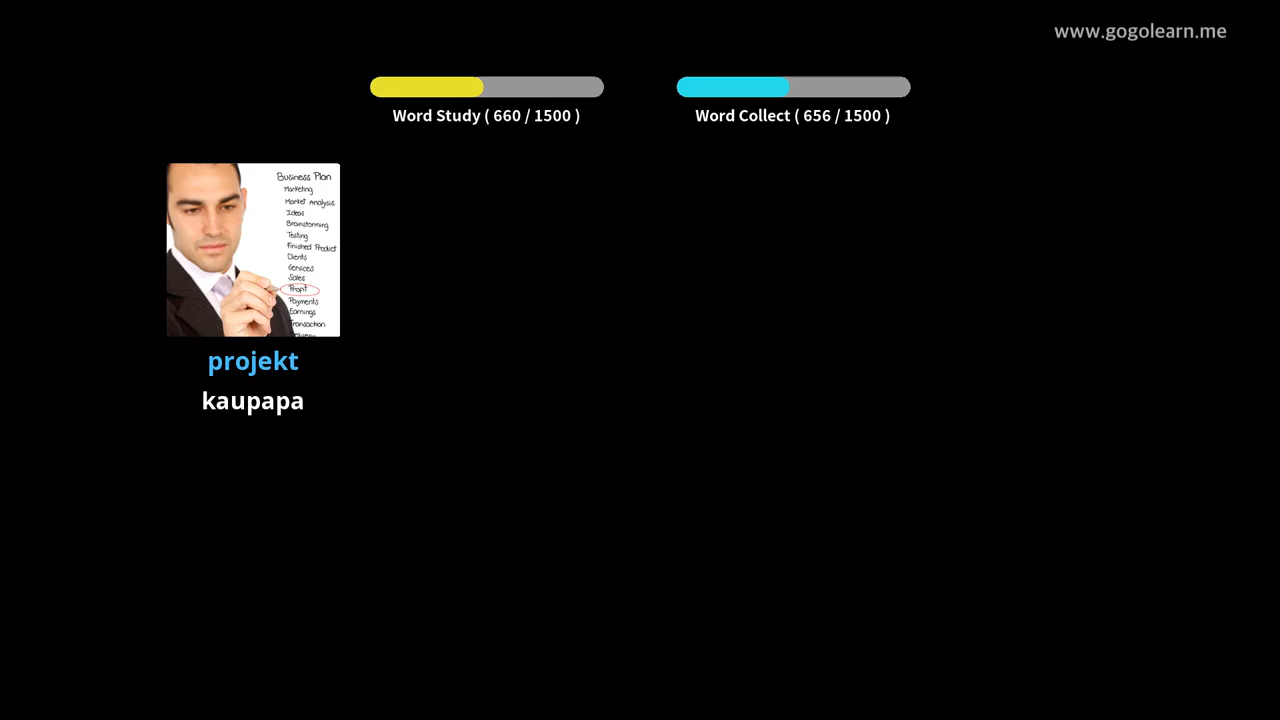 www.gogolearn.me
Word Study ( 660 / 1500 )
Word Collect ( 656 / 1500 )
Business Plan
Marketing
Market Analysis
Ideas
Brainstorming
Testing
Finished Product
Clients
Services
Sales
Profit
Payments
Earnings
Transaction
projekt
kaupapa